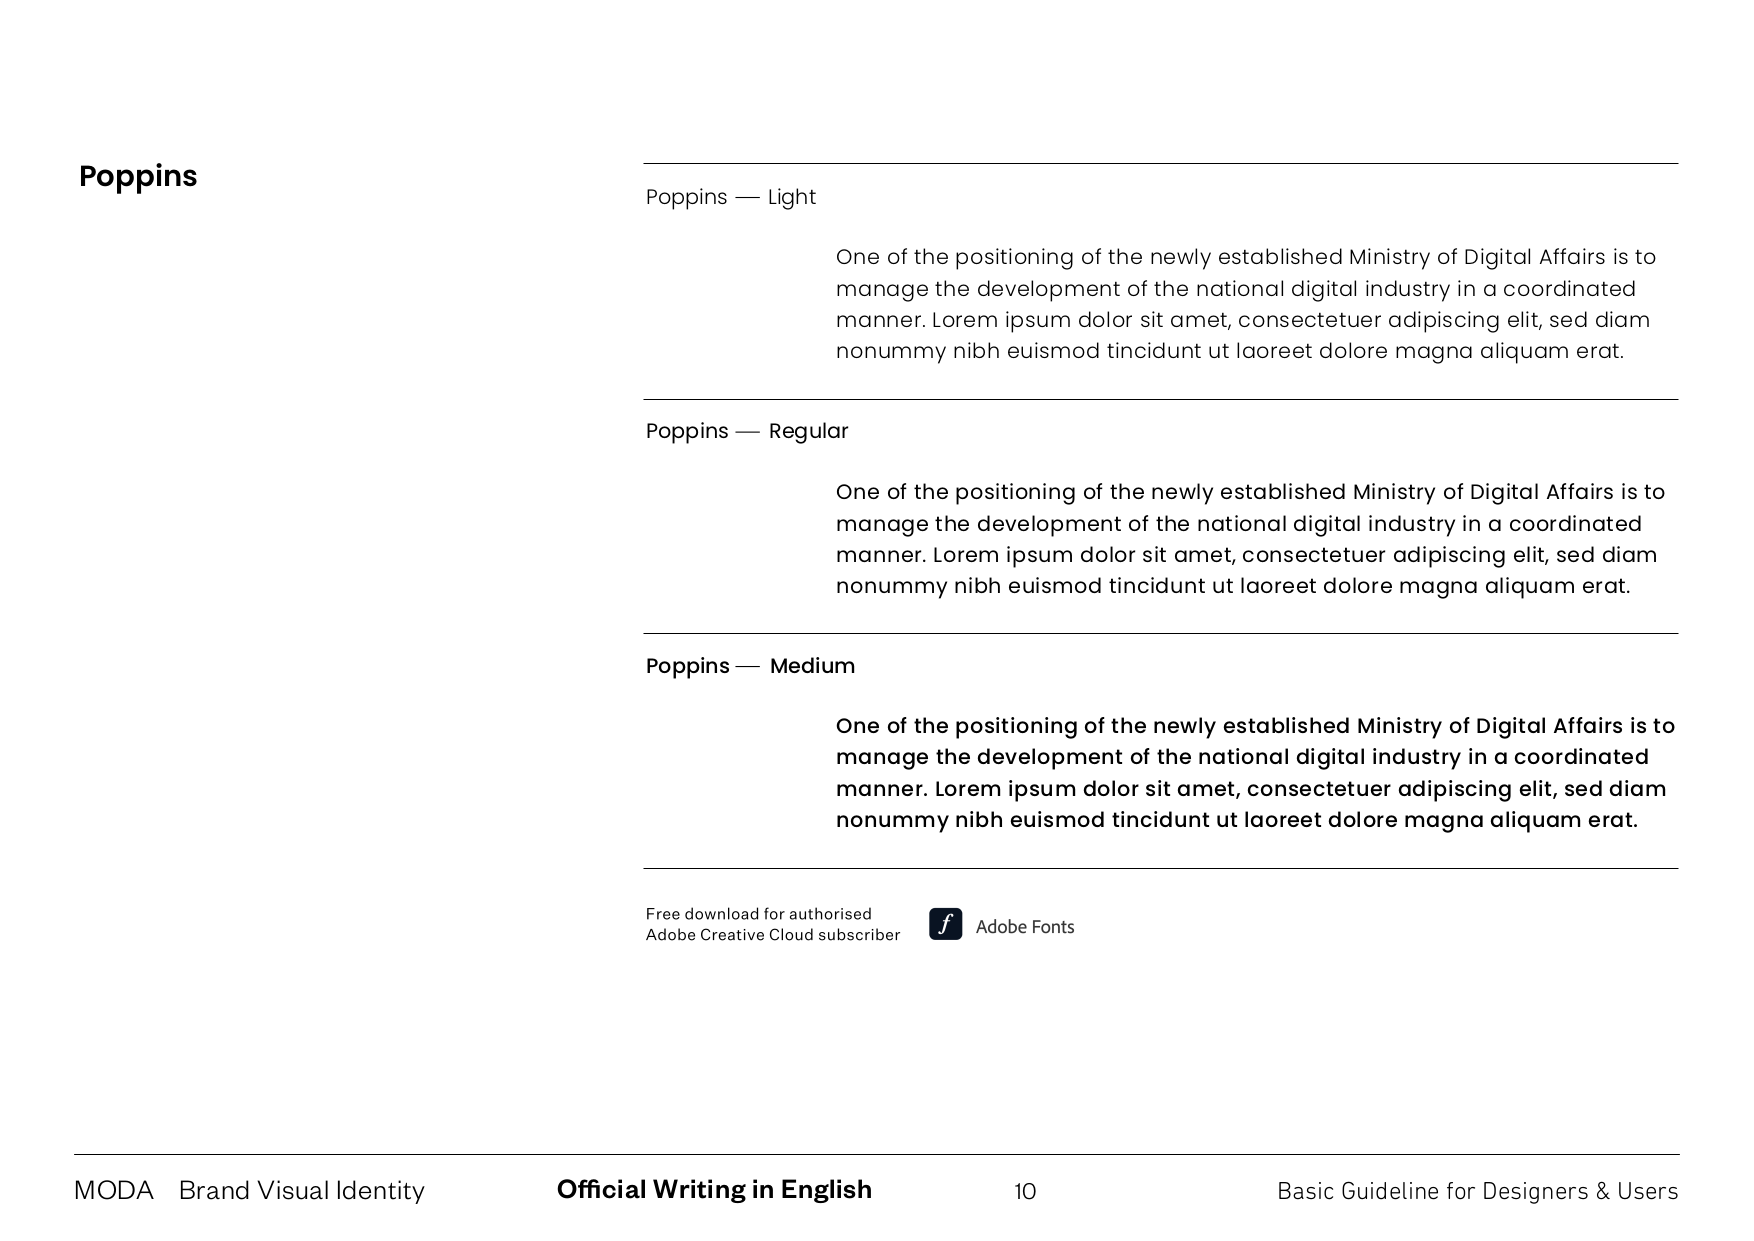 Poppins
Poppins — Light
One of the positioning of the newly established Ministry of Digital Affairs is to
manage the development of the national digital industry in a coordinated
manner. Lorem ipsum dolor sit amet, consectetuer adipiscing elit, sed diam
nonummy nibh euismod tincidunt ut laoreet dolore magna aliquam erat.
Poppins — Regular
One of the positioning of the newly established Ministry of Digital Affairs is to
manage the development of the national digital industry in a coordinated
manner. Lorem ipsum dolor sit amet, consectetuer adipiscing elit, sed diam
nonummy nibh euismod tincidunt ut laoreet dolore magna aliquam erat.
Poppins — Medium
One of the positioning of the newly established Ministry of Digital Affairs is to
manage the development of the national digital industry in a coordinated
manner. Lorem ipsum dolor sit amet, consectetuer adipiscing elit, sed diam
nonummy nibh euismod tincidunt ut laoreet dolore magna aliquam erat.
Free download for authorised
Adobe Creative Cloud subscriber
f Adobe Fonts
MODA Brand Visual Identity
Official Writing in English
10
Basic Guideline for Designers & Users